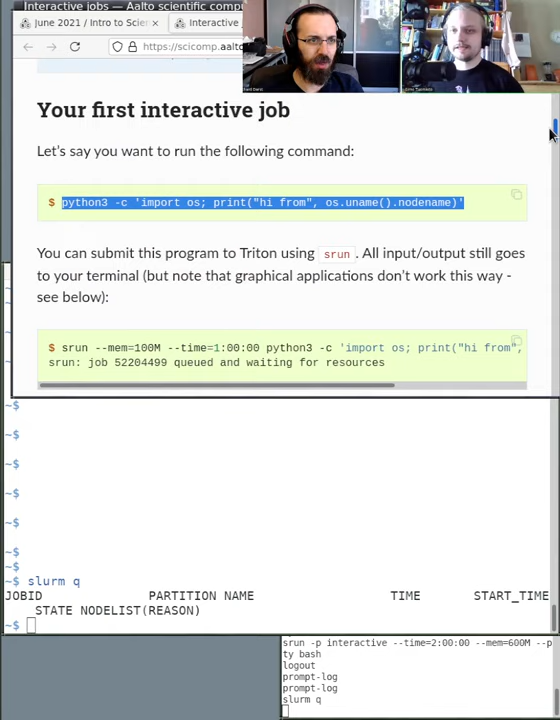 Interactive jobs — Aalto scientific comp
June 2021 / Intro to Scien
Interactive j
https://scicomp.aalto
Your first interactive job
Let's say you want to run the following command:
$ python3 -c 'import os; print("hi from", os.uname().nodename)'
You can submit this program to Triton using srun. All input/output still goes
to your terminal (but note that graphical applications don't work this way -
see below):
$ srun --mem=100M --time=1:00:00 python3 -c 'import os; print("hi from",
srun: job 52204499 queued and waiting for resources
~$
~$
~$
~$
~$
~$
~$
~$ slurm q
JOBID PARTITION NAME TIME START_TIME
STATE NODELIST(REASON)
~$
srun -p interactive --time=2:00:00 --mem=600M --p
ty bash
logout
prompt-log
prompt-log
slurm q